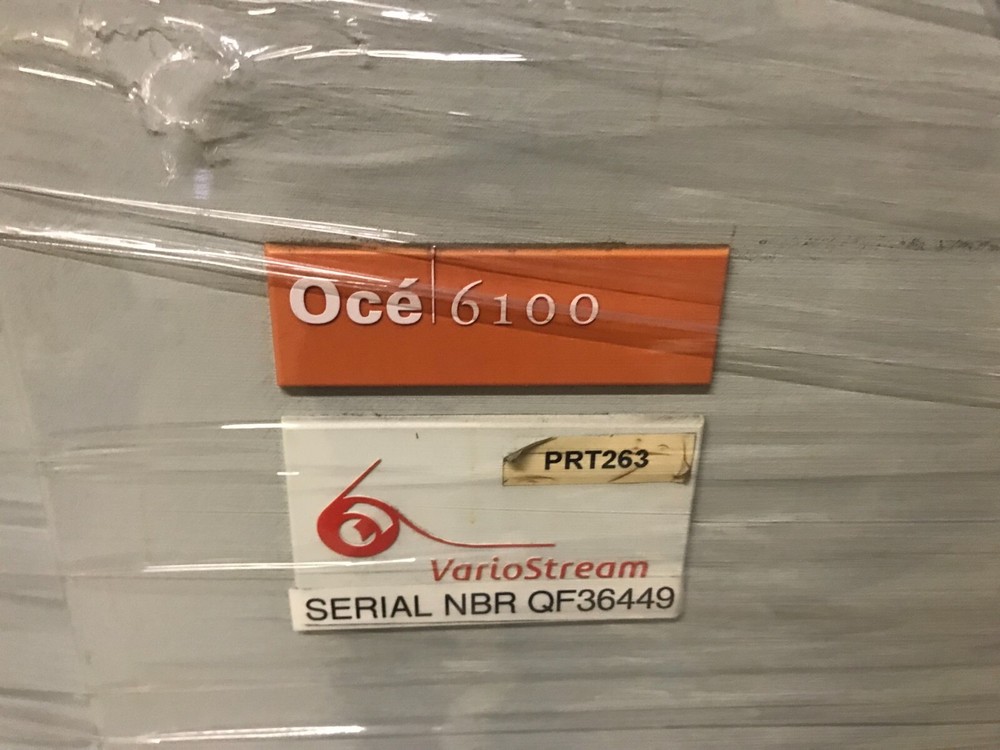 Océ 6100
PRT263
VarioStream
SERIAL NBR QF36449